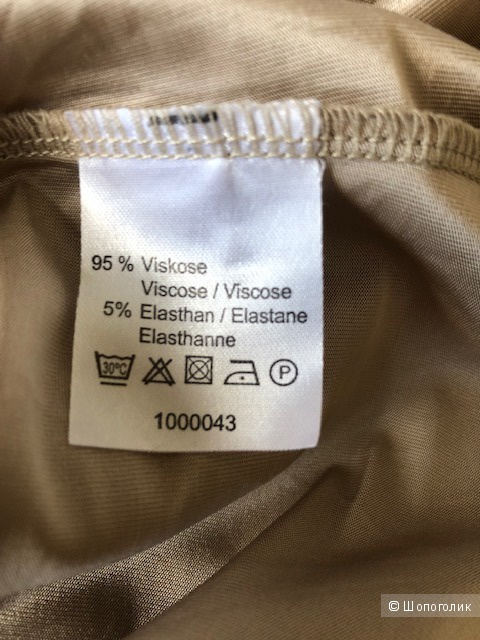 95 % Viskose
Viscose / Viscose
5% Elasthan / Elastane
Elasthanne
30°C P
1000043
© Шопоголик